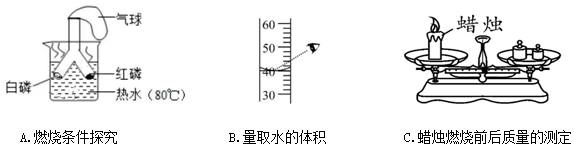 气球
白磷
红磷
热水（80℃）
A.燃烧条件探究
60
50
40
30
B.量取水的体积
蜡烛
C.蜡烛燃烧前后质量的测定